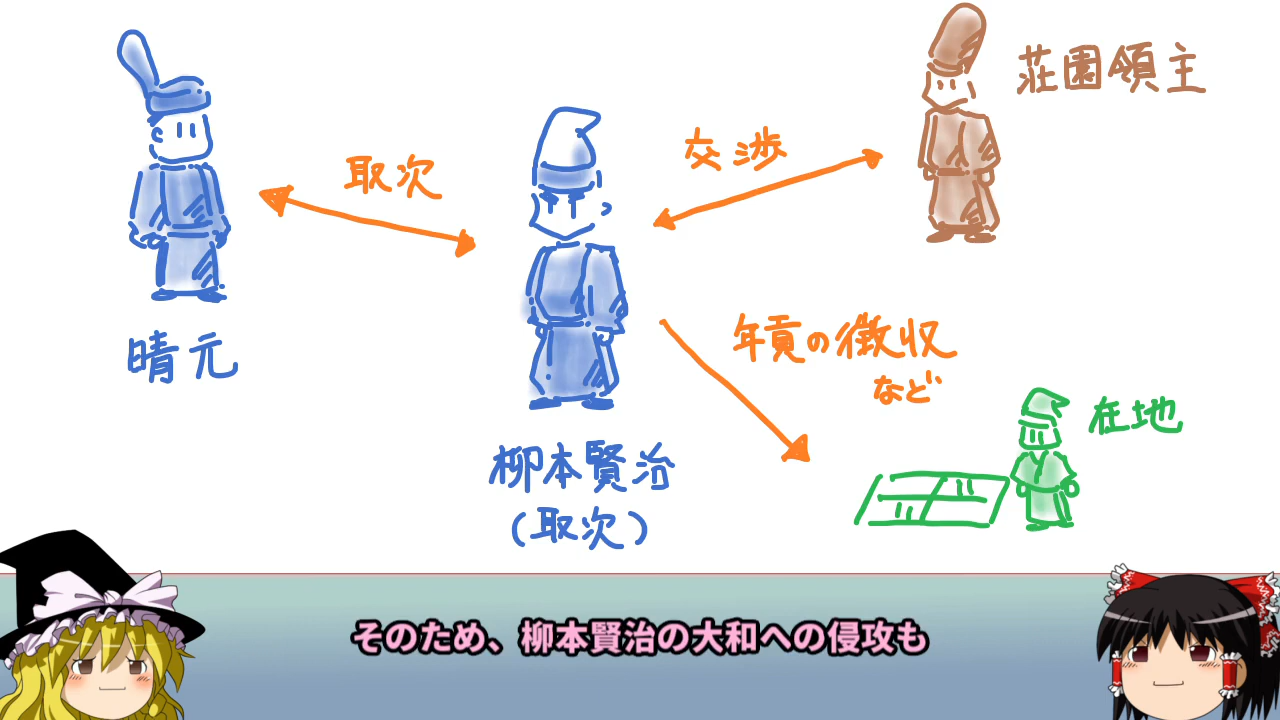 荘園領主
交渉
取次
晴元
年貢の徴収
など
在地
柳本賢治
(取次)
そのため、柳本賢治の大和への侵攻も